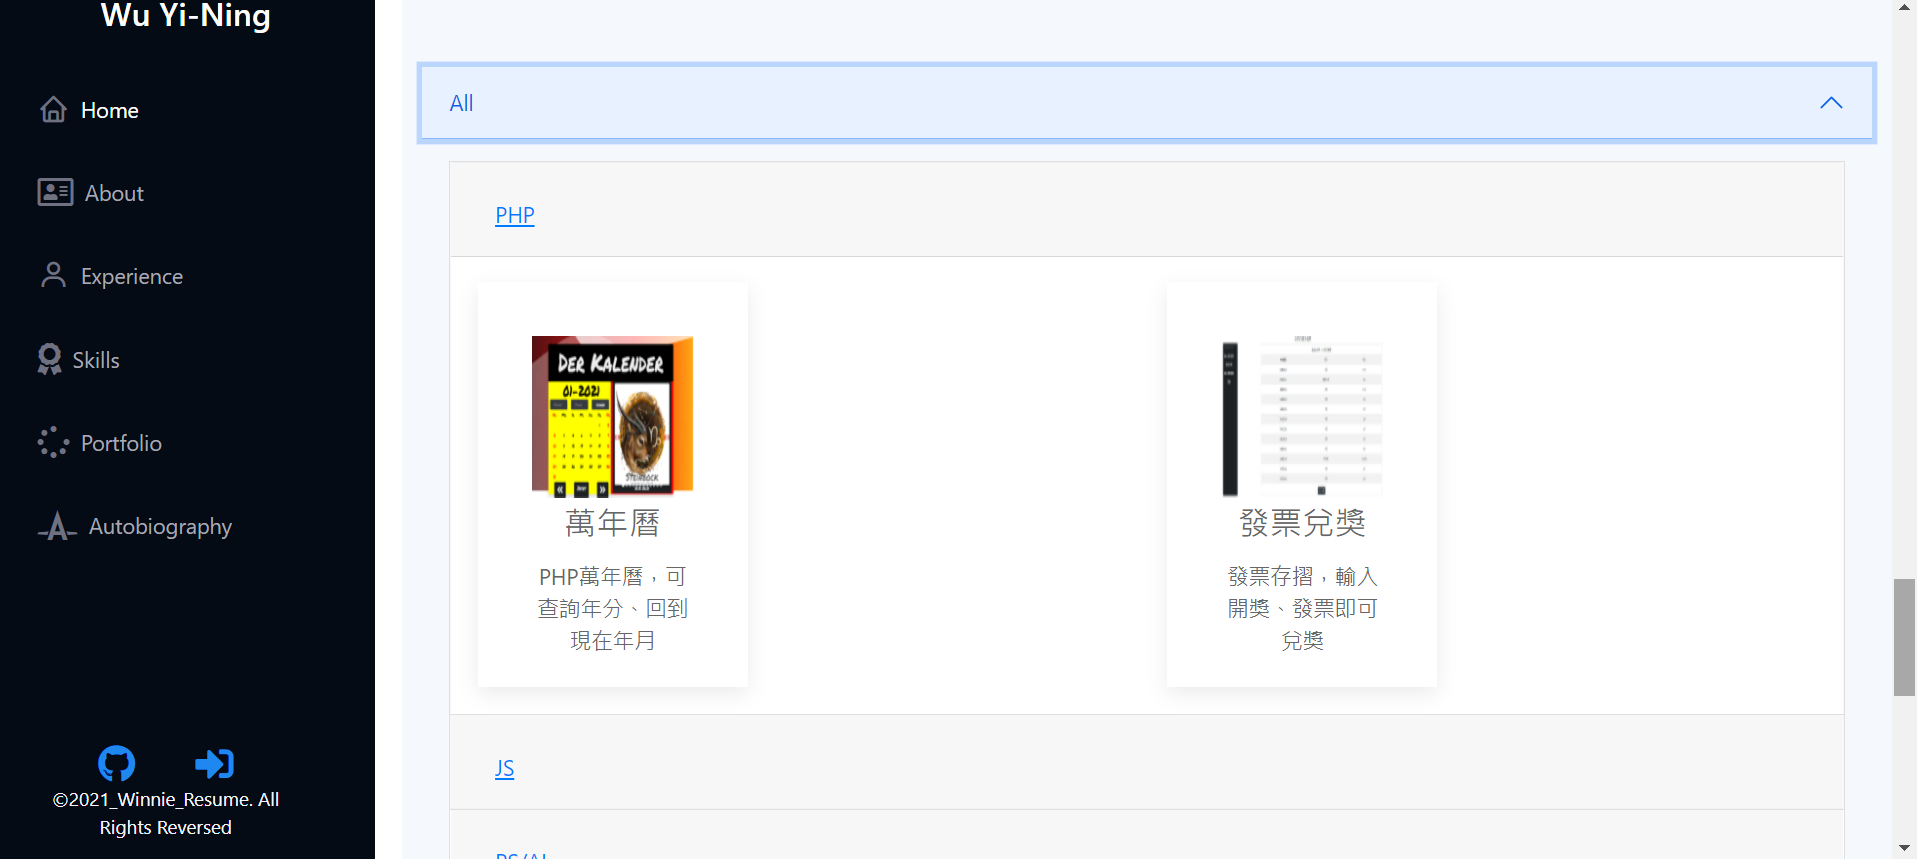 Wu Yi-Ning
Home
About
Experience
Skills
Portfolio
Autobiography
©2021_Winnie_Resume. All
Rights Reversed
All
PHP
DER KALENDER
01-2021
STEINBOCK
萬年曆
PHP萬年曆，可
查詢年分、回到
現在年月
發票兌獎
發票存摺，輸入
開獎、發票即可
兌獎
JS
PS/AI